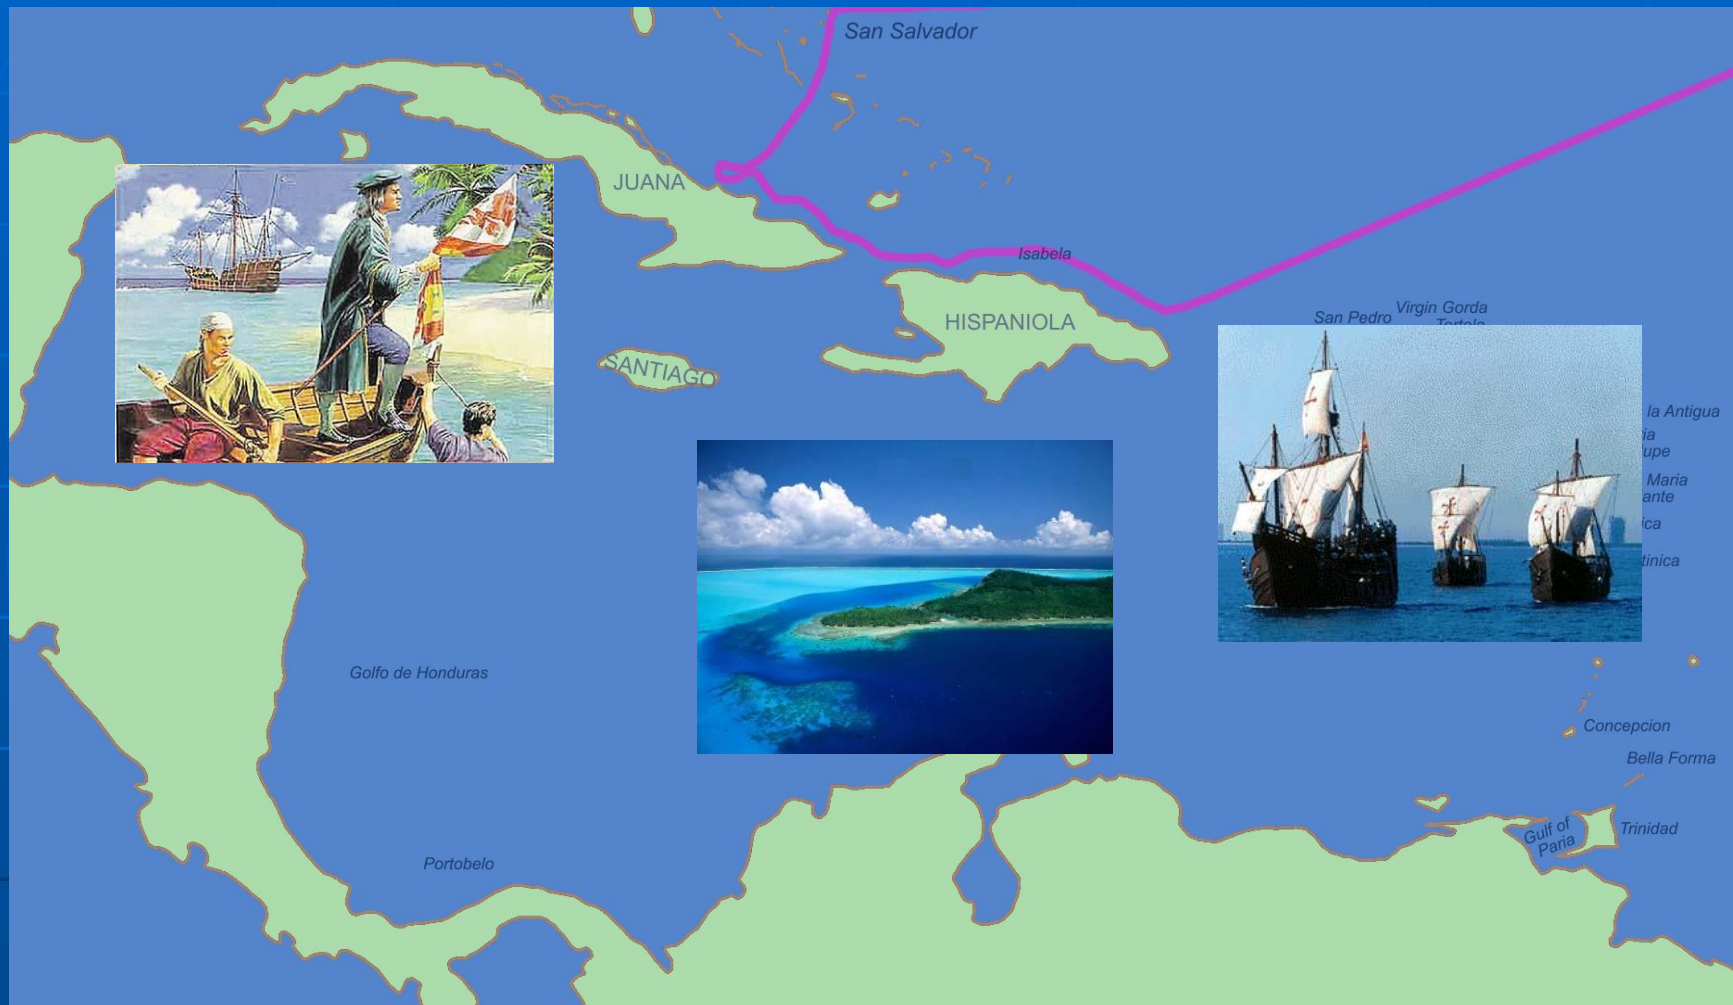 San Salvador
JUANA
Isabela
HISPANIOLA
SANTIAGO
San Pedro
Virgin Gorda
la Antigua
Maria
Golfo de Honduras
Concepcion
Bella Forma
Gulf of
Paria
Trinidad
Portobelo